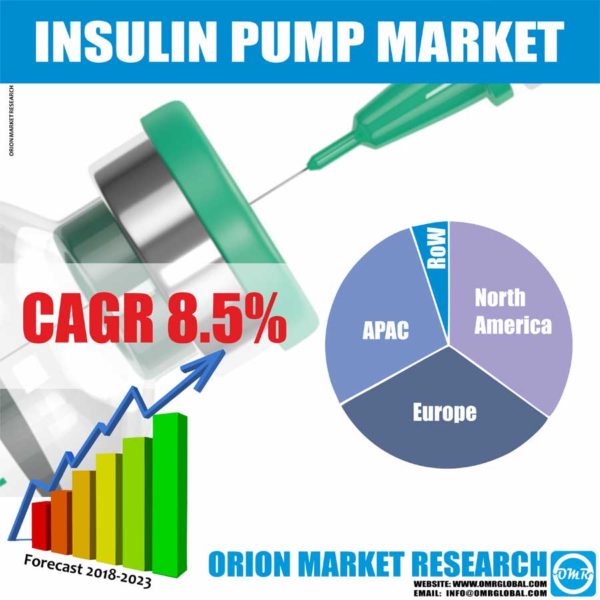 INSULIN PUMP MARKET
ORION MARKET RESEARCH
CAGR 8.5%
RoW
North
America
APAC
Europe
Forecast 2018-2023
ORION MARKET RESEARCH
OMR
WEBSITE: WWW.OMRGLOBAL.COM
EMAIL: INFO@OMRGLOBAL.COM